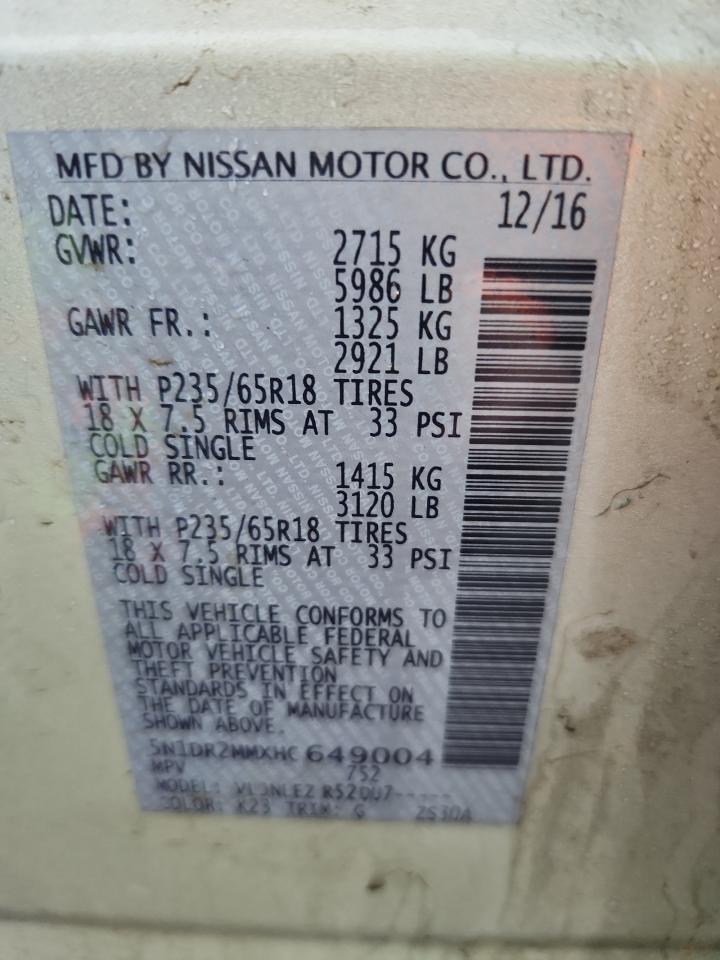 MFD BY NISSAN MOTOR CO., LTD.
DATE: 12/16
GVWR: 2715 KG
5986 LB
GAWR FR.: 1325 KG
2921 LB
WITH P235/65R18 TIRES
18 X 7.5 RIMS AT 33 PSI
COLD SINGLE
GAWR RR.: 1415 KG
3120 LB
WITH P235/65R18 TIRES
18 X 7.5 RIMS AT 33 PSI
COLD SINGLE
THIS VEHICLE CONFORMS TO
ALL APPLICABLE FEDERAL
MOTOR VEHICLE SAFETY AND
THEFT PREVENTION
STANDARDS IN EFFECT ON
THE DATE OF MANUFACTURE
SHOWN ABOVE.
5N1DR2MMXHC 649004
MPV 752
MODEL:
COLOR: K23 TRIM: G